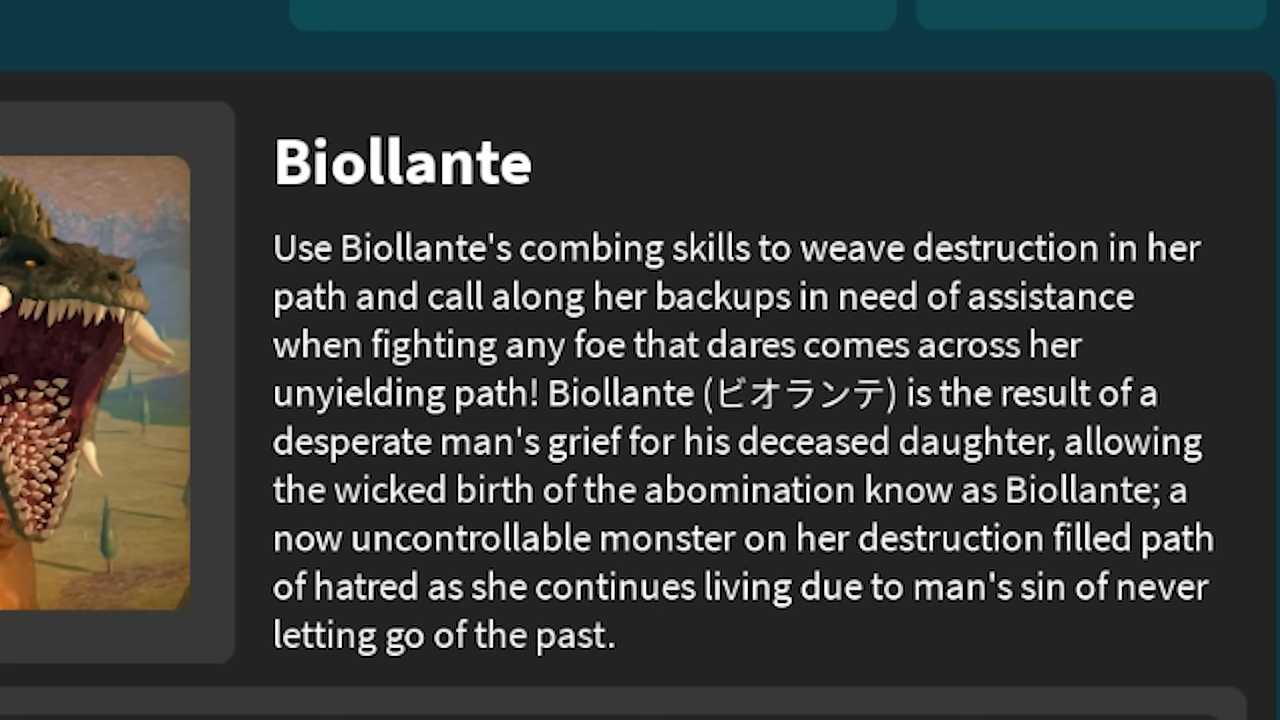 Biollante
Use Biollante's combing skills to weave destruction in her
path and call along her backups in need of assistance
when fighting any foe that dares comes across her
unyielding path! Biollante (ビオランテ) is the result of a
desperate man's grief for his deceased daughter, allowing
the wicked birth of the abomination know as Biollante; a
now uncontrollable monster on her destruction filled path
of hatred as she continues living due to man's sin of never
letting go of the past.